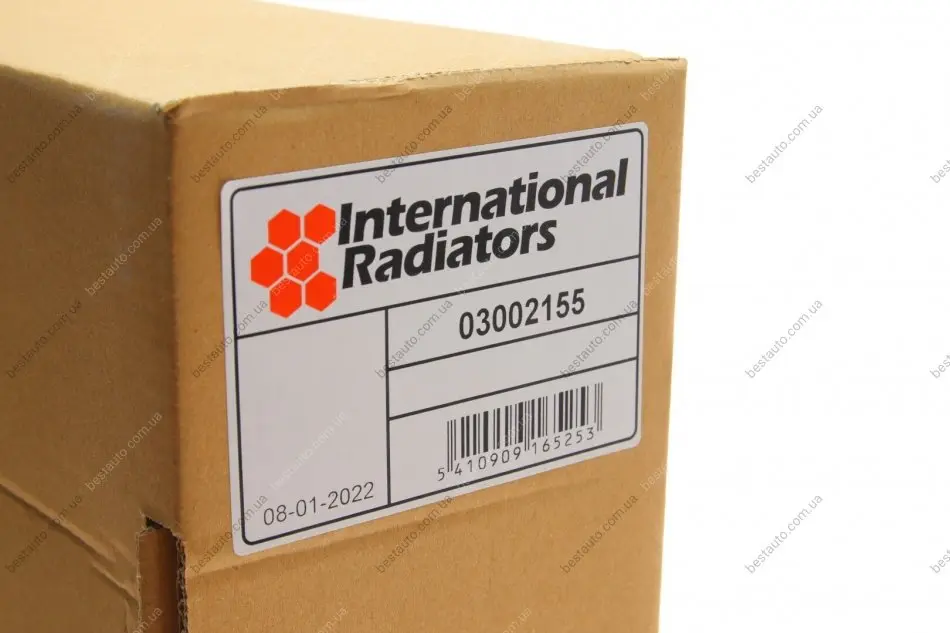 International
Radiators
03002155
5 410909 165253
08-01-2022
bestauto.com.ua